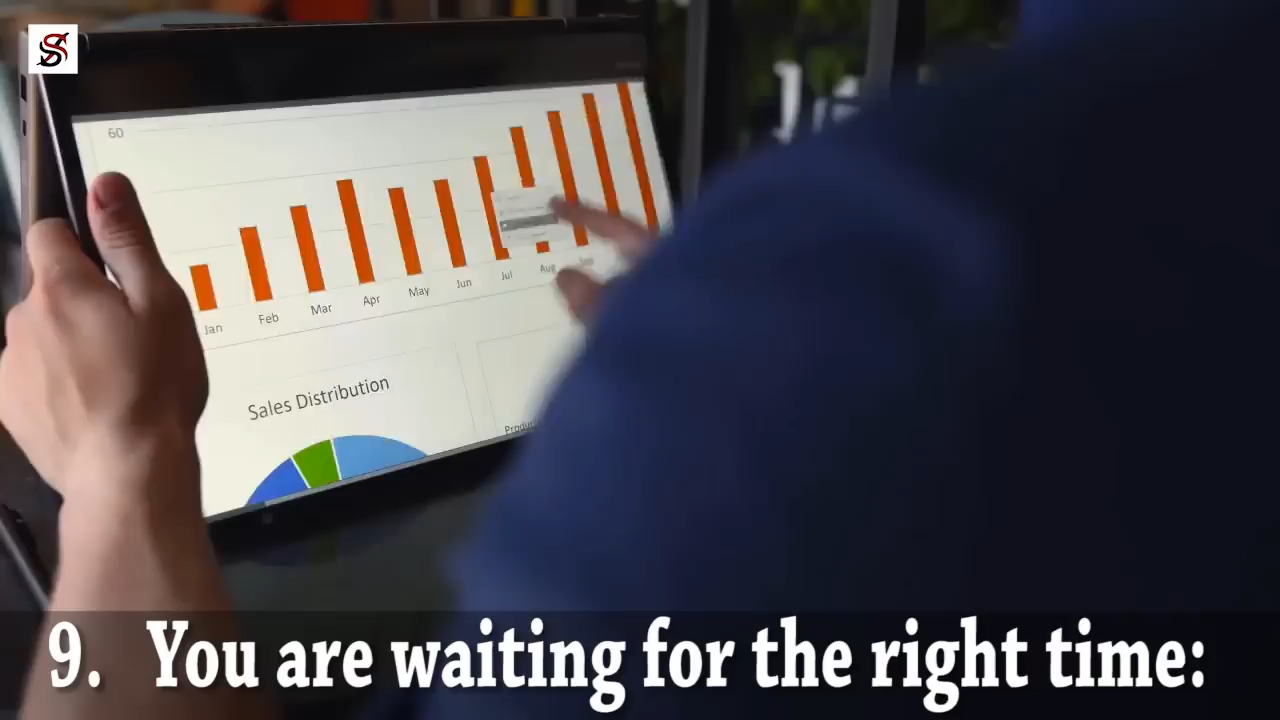 60
Jan Feb Mar Apr May Jun Jul Aug Sep
Sales Distribution
9. You are waiting for the right time: